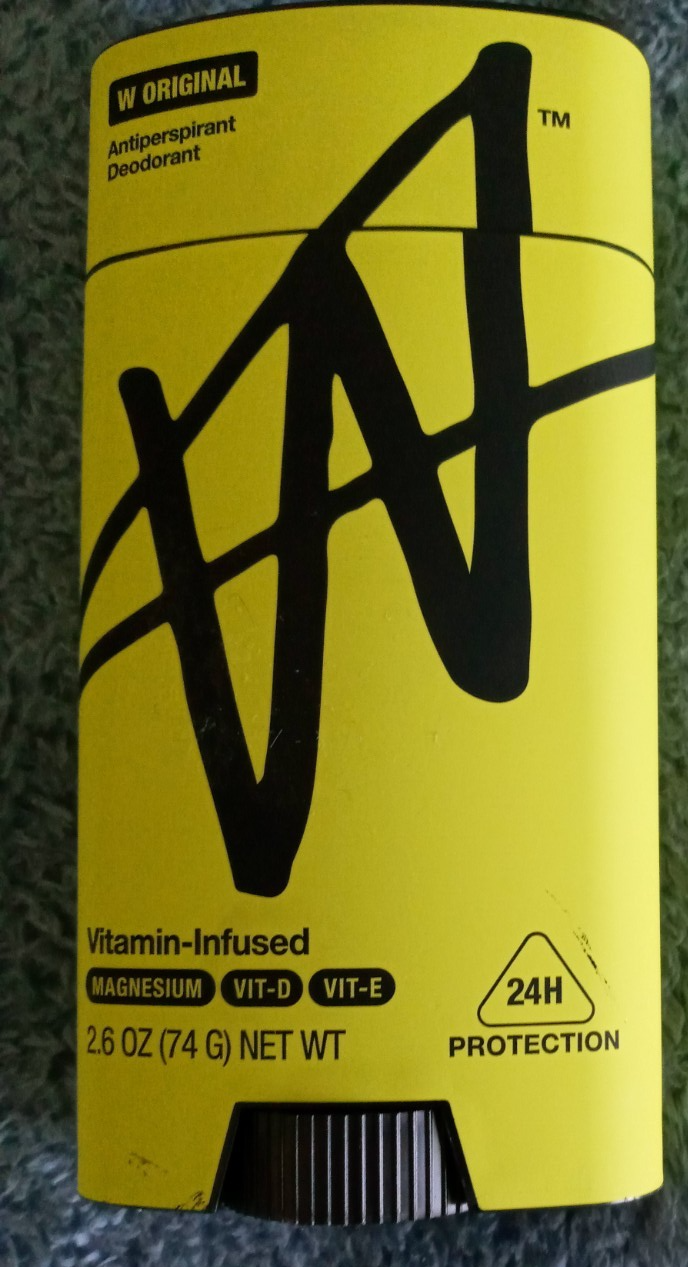 W ORIGINAL
Antiperspirant
Deodorant
W
TM
Vitamin-Infused
MAGNESIUM VIT-D VIT-E
2.6 OZ (74 G) NET WT
24H
PROTECTION